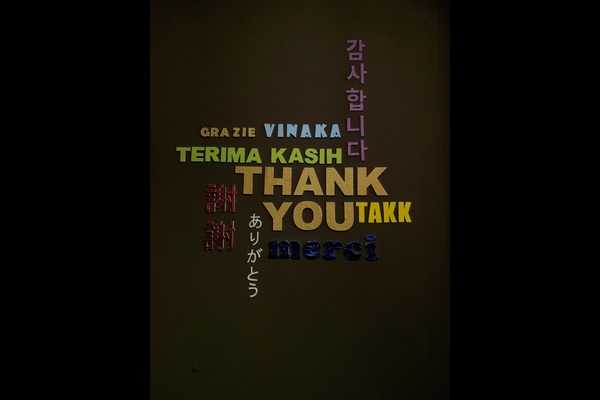 감사합니다
GRAZIE VINAKA
TERIMA KASIH
THANK
YOU TAKK
謝謝
ありがとう
merci